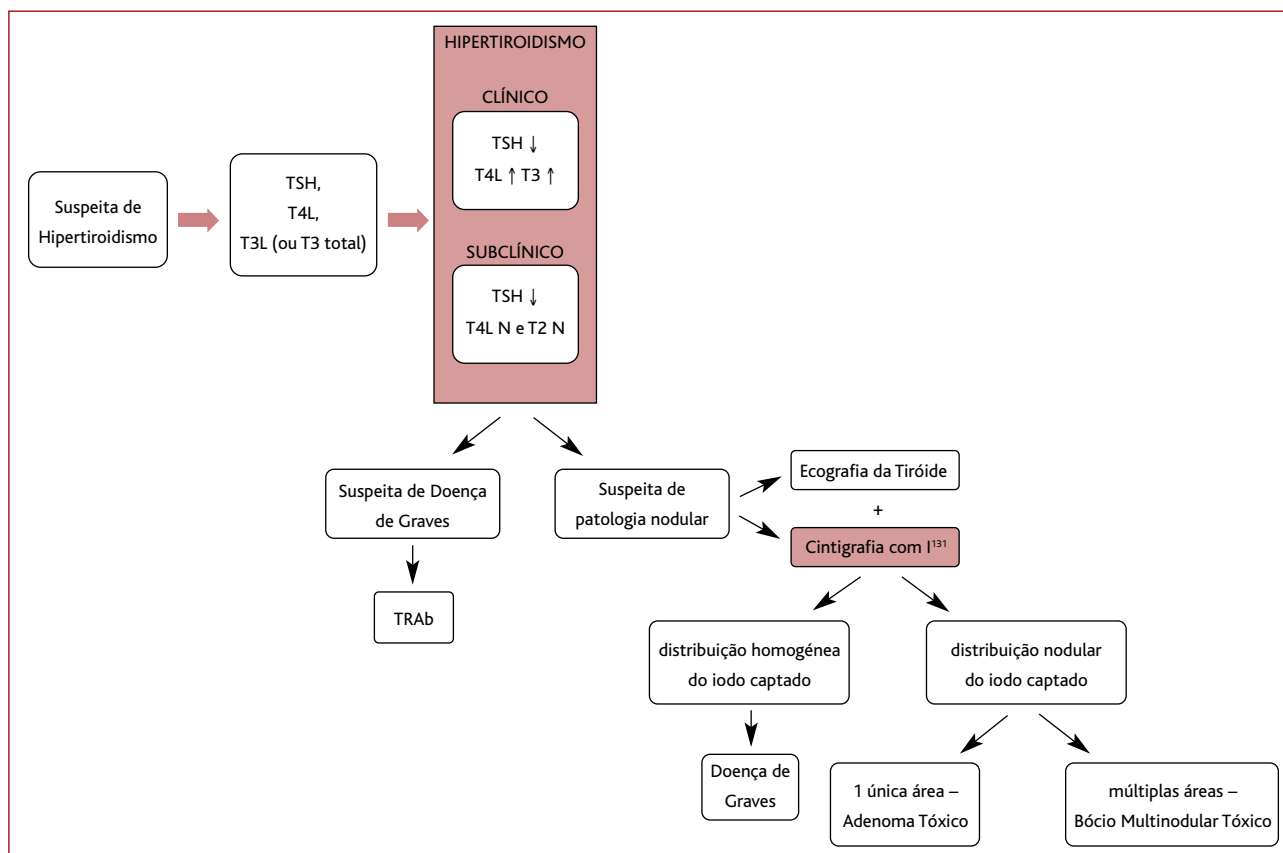 HIPERTIROIDISMO
CLÍNICO
TSH ↓
T4L ↑ T3 ↑
Suspeita de
Hipertiroidismo
TSH,
T4L,
T3L (ou T3 total)
SUBCLÍNICO
TSH ↓
T4L N e T2 N
Suspeita de Doença
de Graves
TRAb
Suspeita de
patologia nodular
Ecografia da Tiróide
+
Cintigrafia com I¹³¹
distribuição homogénea
do iodo captado
distribuição nodular
do iodo captado
Doença de
Graves
1 única área –
Adenoma Tóxico
múltiplas áreas –
Bócio Multinodular Tóxico